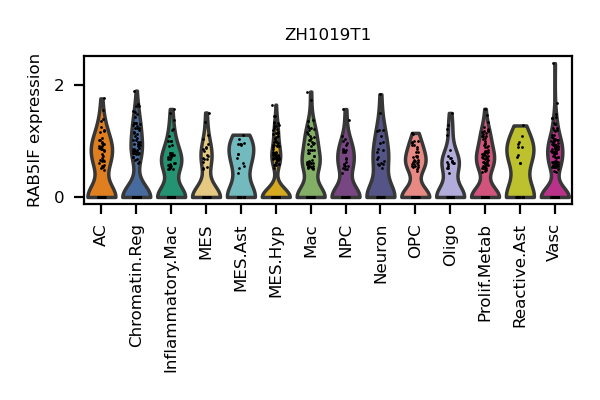 ZH1019T1
RAB5IF expression
2
0
AC
Chromatin.Reg
Inflammatory.Mac
MES
MES.Ast
MES.Hyp
Mac
NPC
Neuron
OPC
Oligo
Prolif.Metab
Reactive.Ast
Vasc